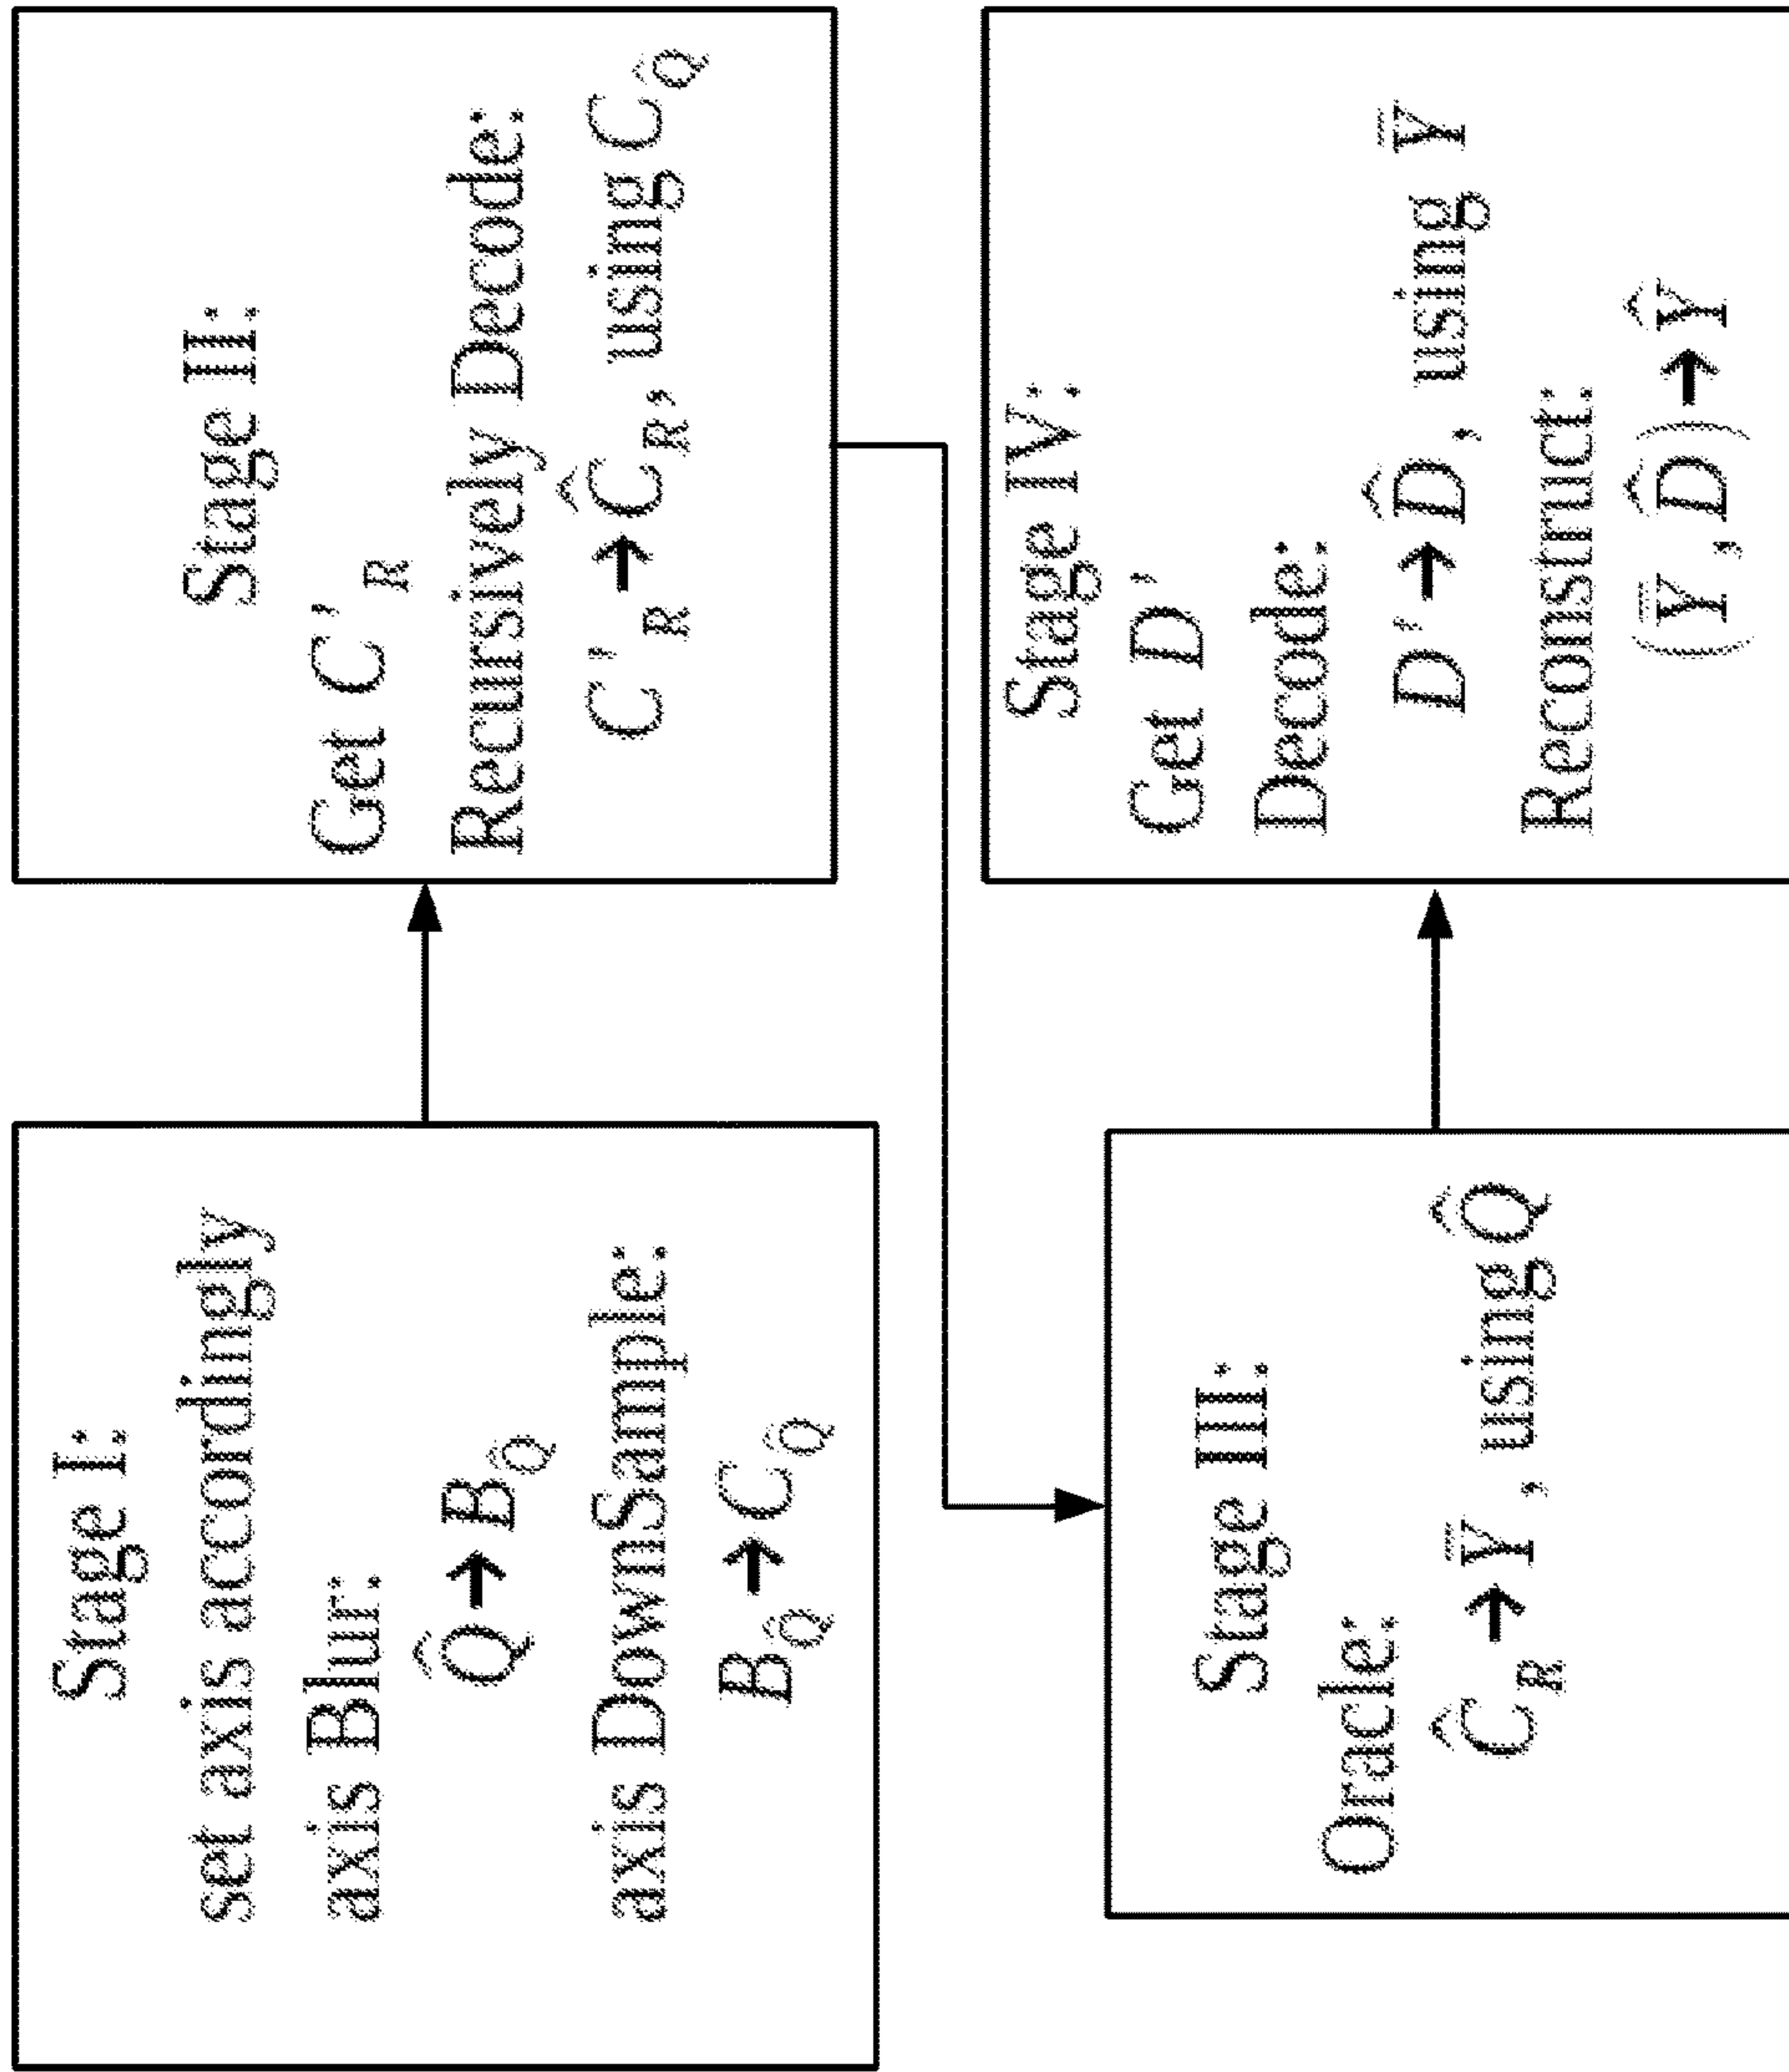 Stage I:
set axis accordingly
axis Blur:
Q̂ → B_Q̂
axis DownSample:
B_Q̂ → C_Q̂
Stage II:
Get C'_R
Recursively Decode:
C'_R → Ĉ_R, using C_Q̂
Stage III:
Oracle:
Ĉ_R → Y̿, using Q̂
Stage IV:
Get D'
Decode:
D' → D̂, using Y̿
Reconstruct:
(Y̿, D̂) → Ŷ